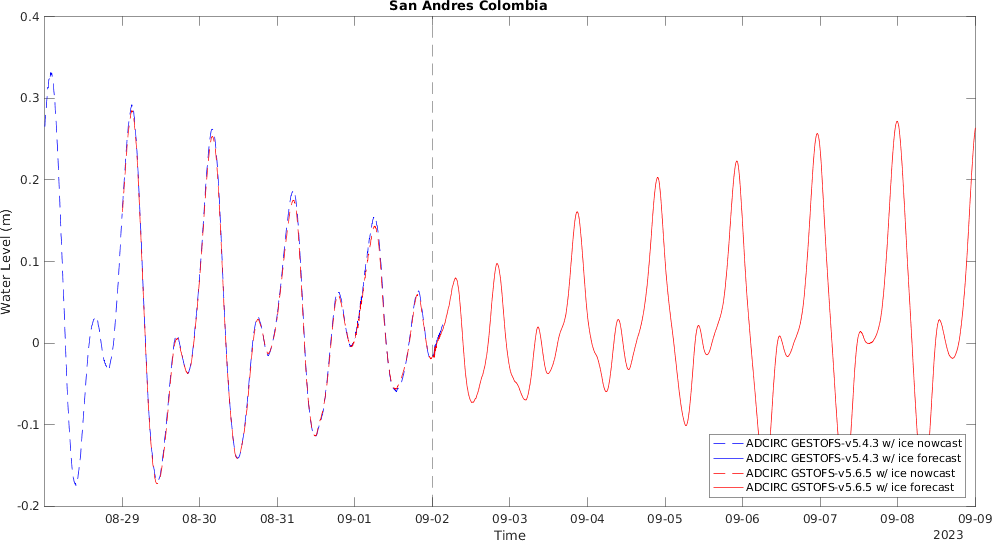 San Andres Colombia
Water Level (m)
0.4
0.3
0.2
0.1
0
-0.1
-0.2
ADCIRC GESTOFS-v5.4.3 w/ ice nowcast
ADCIRC GESTOFS-v5.4.3 w/ ice forecast
ADCIRC GSTOFS-v5.6.5 w/ ice nowcast
ADCIRC GSTOFS-v5.6.5 w/ ice forecast
08-29 08-30 08-31 09-01 09-02 09-03 09-04 09-05 09-06 09-07 09-08 09-09
Time
2023